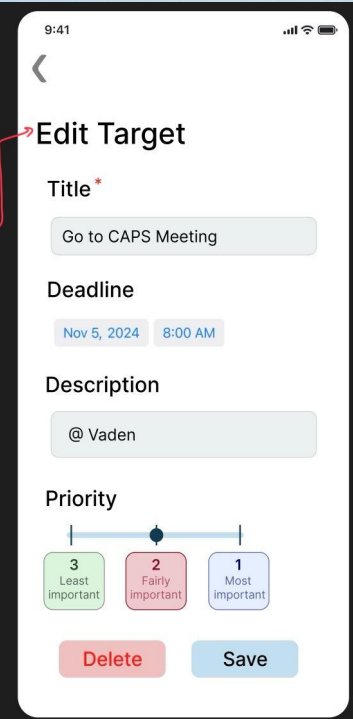 9:41
Edit Target
Title*
Go to CAPS Meeting
Deadline
Nov 5, 2024 8:00 AM
Description
@ Vaden
Priority
3 2 1
Least Fairly Most
important important important
Delete Save